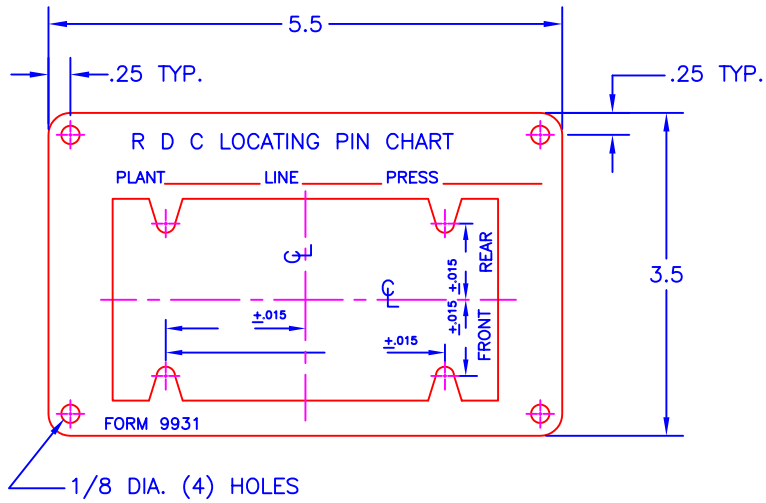 5.5
.25 TYP.
.25 TYP.
R D C LOCATING PIN CHART
PLANT LINE PRESS
REAR
±.015
3.5
±.015
±.015
FRONT
±.015
FORM 9931
1/8 DIA. (4) HOLES